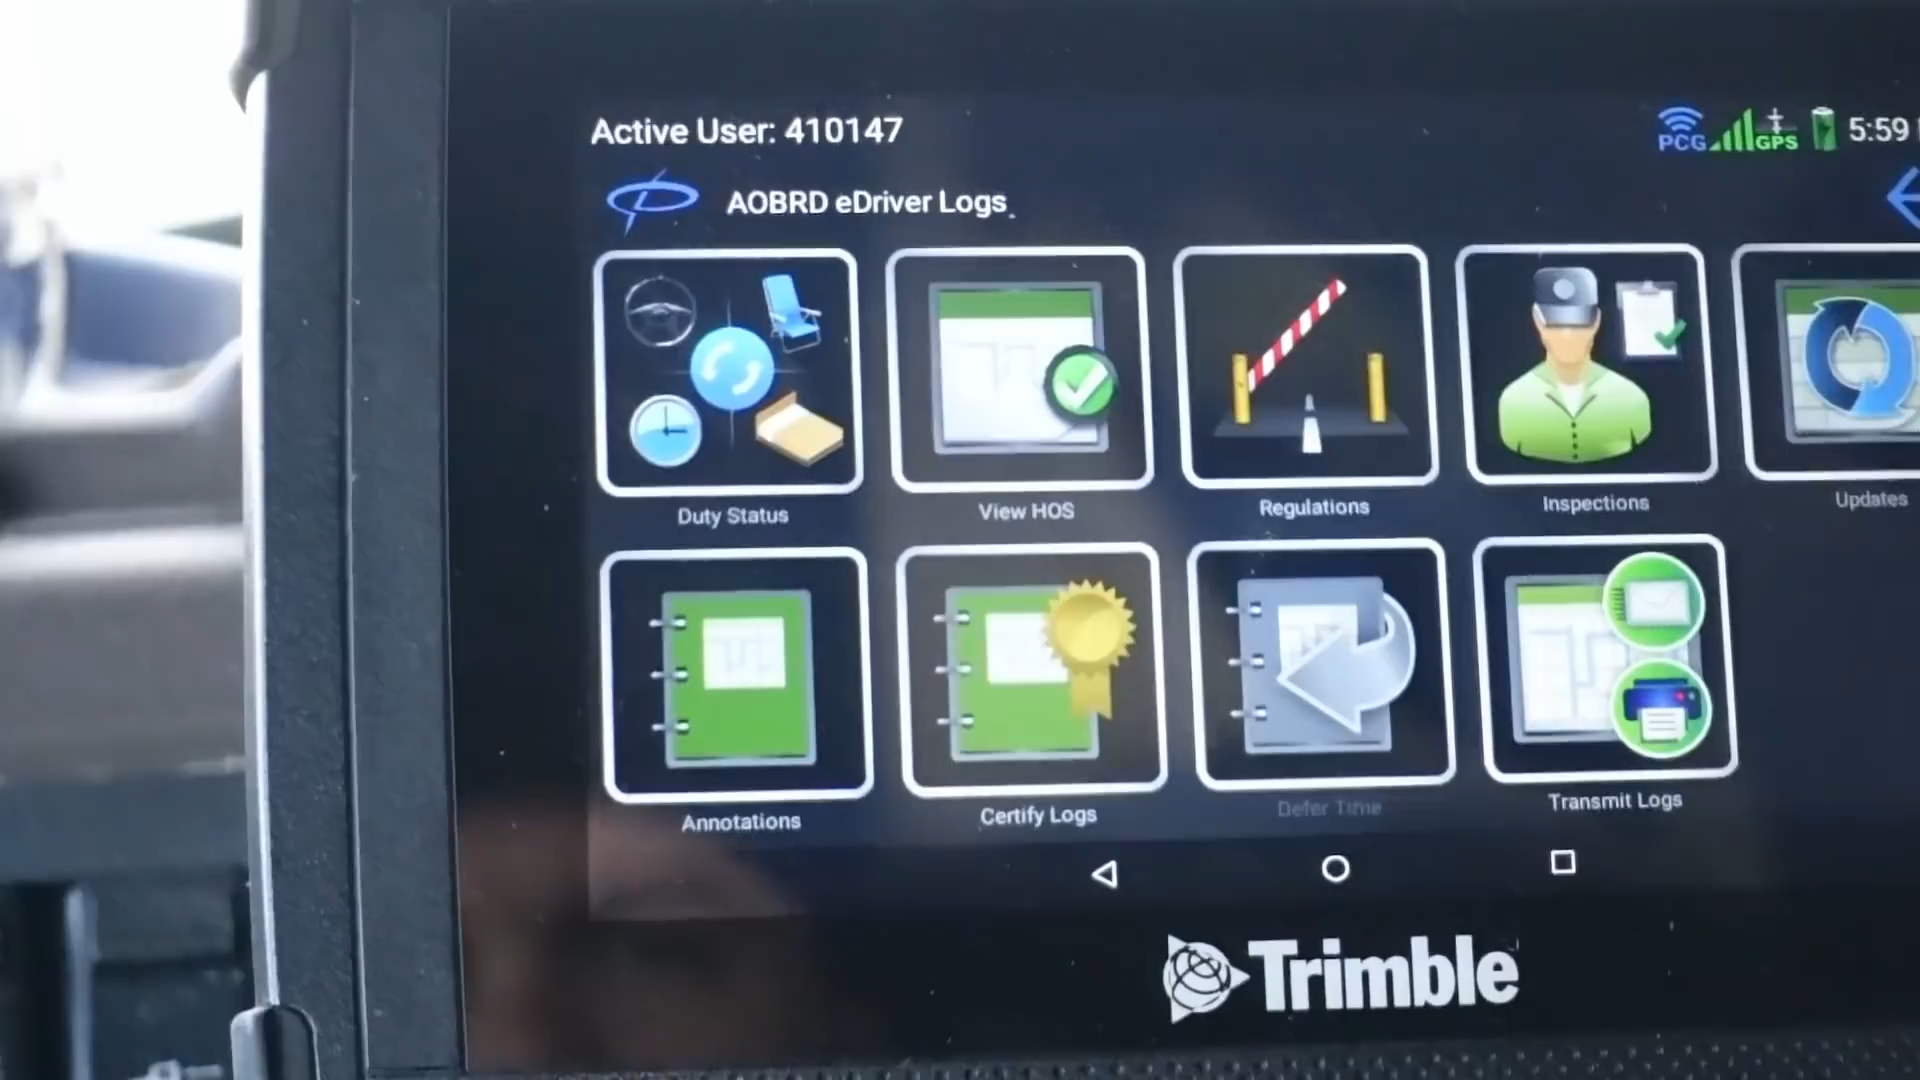 Active User: 410147
PCG GPS 5:59
AOBRD eDriver Logs
Duty Status
View HOS
Regulations
Inspections
Updates
Annotations
Certify Logs
Defer Time
Transmit Logs
Trimble